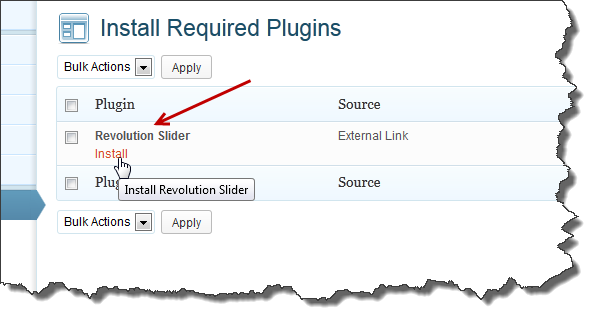 Install Required Plugins
Bulk Actions Apply
Plugin Source
Revolution Slider External Link
Install
Plu Source
Install Revolution Slider
Bulk Actions Apply